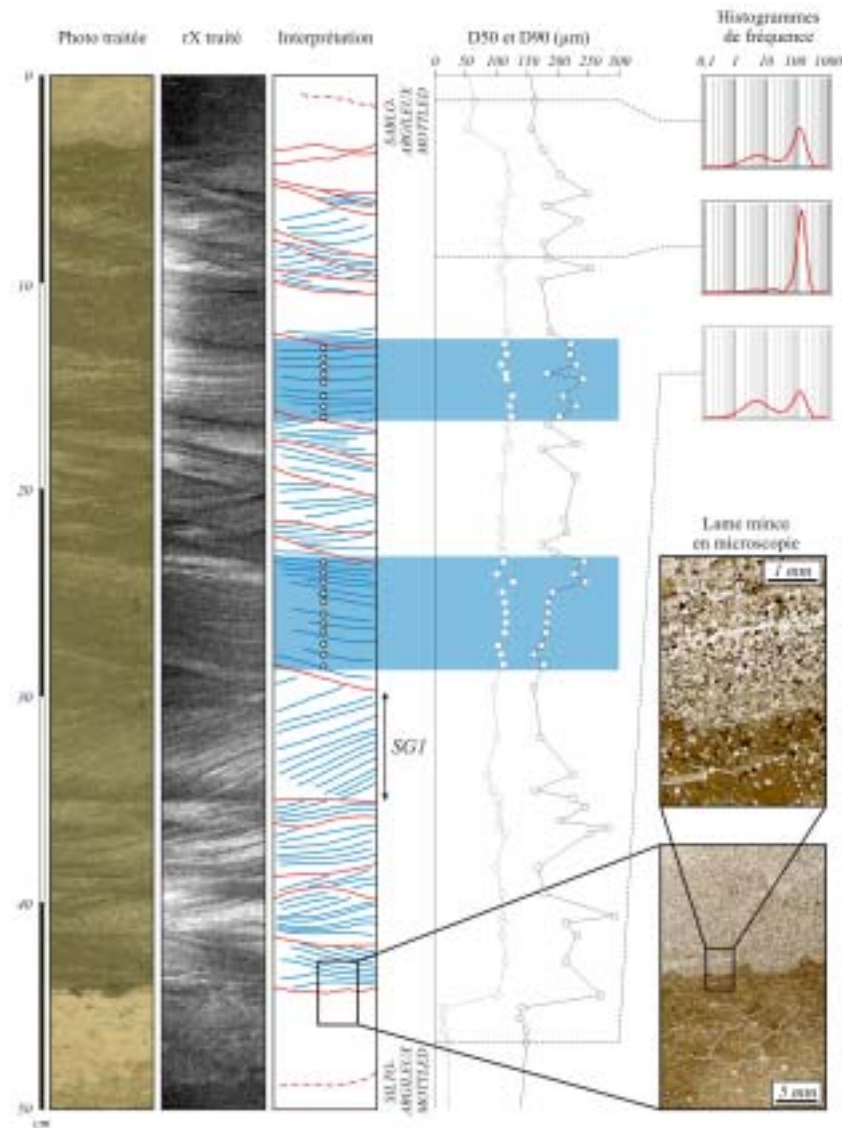 Photo traitée
rX traité
Interprétation
D50 et D90 (µm)
Histogrammes
de fréquence
0 50 100 150 200 250 300
0,1 1 10 100 1000
0
10
20
30
40
50
cm
SABLO-
ARGILEUX
MOTTLED
SG1
SILTO-
ARGILEUX
MOTTLED
Lame mince
en microscopie
1 mm
5 mm